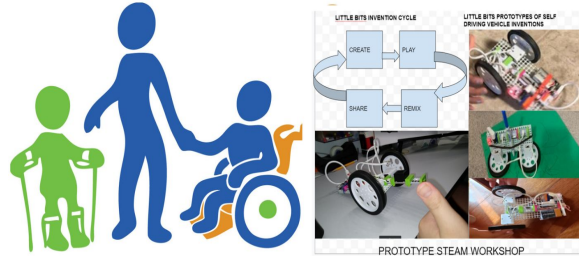 LITTLE BITS INVENTION CYCLE
CREATE
PLAY
SHARE
REMIX
LITTLE BITS PROTOTYPES OF SELF
DRIVING VEHICLE INVENTIONS
PROTOTYPE STEAM WORKSHOP